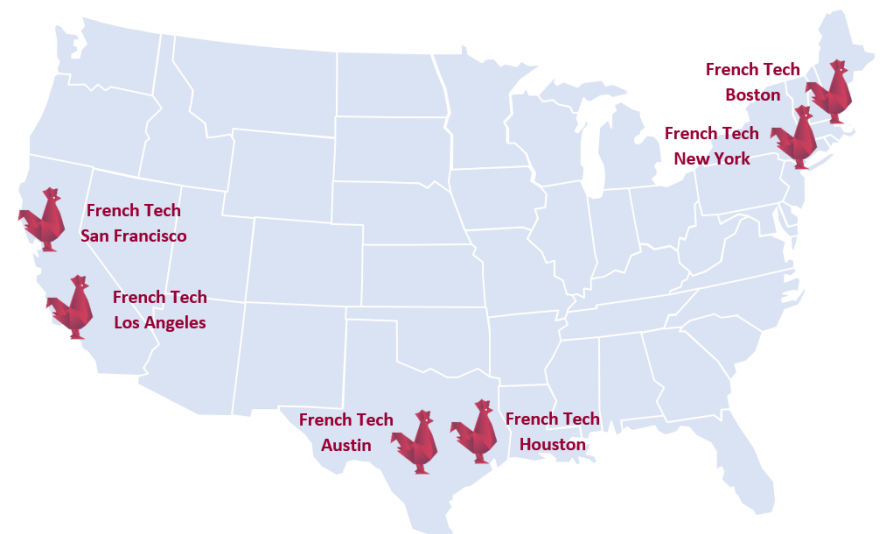 French Tech
Boston
French Tech
New York
French Tech
San Francisco
French Tech
Los Angeles
French Tech
Austin
French Tech
Houston